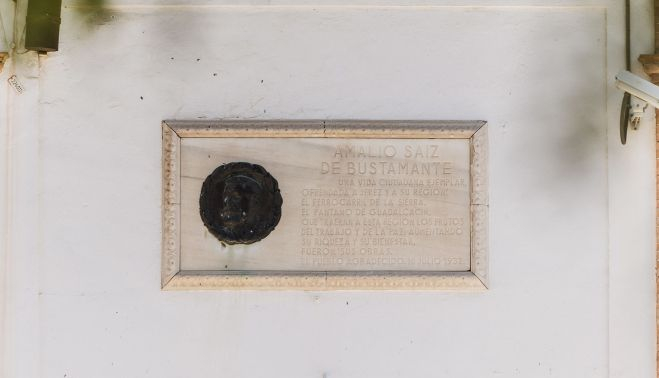 AMALIO SAIZ
DE BUSTAMANTE
UNA VIDA CIUDADANA EJEMPLAR,
OFRENDADA A JEREZ Y A SU REGION:
EL FERROCARRIL DE LA SIERRA,
EL PANTANO DE GUADALCACIN,
QUE TRAERAN A ESTA REGION LOS FRUTOS
DEL TRABAJO Y DE LA PAZ, AUMENTANDO
SU RIQUEZA Y SU BIENESTAR,
FUERON SUS OBRAS.
EL PUEBLO AGRADECIDO. JULIO 1932.